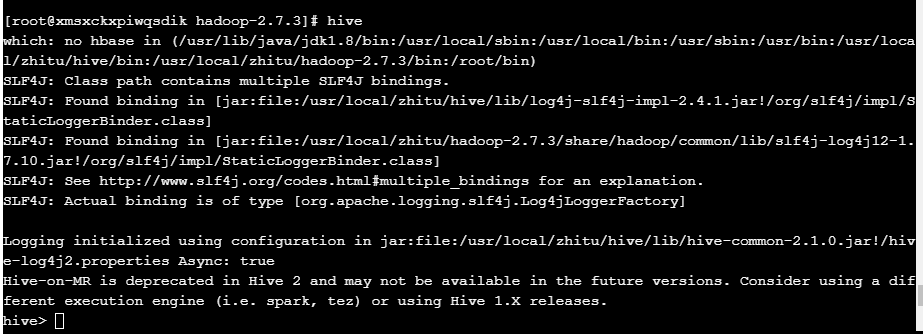 [root@xmsxckxpiwqsdik hadoop-2.7.3]# hive
which: no hbase in (/usr/lib/java/jdk1.8/bin:/usr/local/sbin:/usr/local/bin:/usr/sbin:/usr/bin:/usr/loca
l/zhitu/hive/bin:/usr/local/zhitu/hadoop-2.7.3/bin:/root/bin)
SLF4J: Class path contains multiple SLF4J bindings.
SLF4J: Found binding in [jar:file:/usr/local/zhitu/hive/lib/log4j-slf4j-impl-2.4.1.jar!/org/slf4j/impl/S
taticLoggerBinder.class]
SLF4J: Found binding in [jar:file:/usr/local/zhitu/hadoop-2.7.3/share/hadoop/common/lib/slf4j-log4j12-1.
7.10.jar!/org/slf4j/impl/StaticLoggerBinder.class]
SLF4J: See http://www.slf4j.org/codes.html#multiple_bindings for an explanation.
SLF4J: Actual binding is of type [org.apache.logging.slf4j.Log4jLoggerFactory]
Logging initialized using configuration in jar:file:/usr/local/zhitu/hive/lib/hive-common-2.1.0.jar!/hiv
e-log4j2.properties Async: true
Hive-on-MR is deprecated in Hive 2 and may not be available in the future versions. Consider using a dif
ferent execution engine (i.e. spark, tez) or using Hive 1.X releases.
hive>